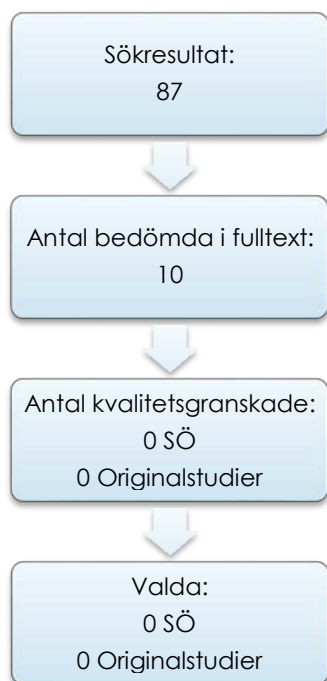 Sökresultat:
87
Antal bedömda i fulltext:
10
Antal kvalitetsgranskade:
0 SÖ
0 Originalstudier
Valda:
0 SÖ
0 Originalstudier